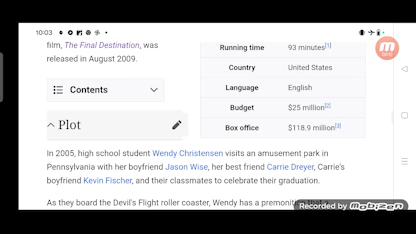 10:03
film, The Final Destination, was
released in August 2009.
Contents
Plot
Running time 93 minutes[1]
Country United States
Language English
Budget $25 million[2]
Box office $118.9 million[3]
In 2005, high school student Wendy Christensen visits an amusement park in
Pennsylvania with her boyfriend Jason Wise, her best friend Carrie Dreyer, Carrie's
boyfriend Kevin Fischer, and their classmates to celebrate their graduation.
As they board the Devil's Flight roller coaster, Wendy has a premonition that a
Recorded by
MOBIZEN